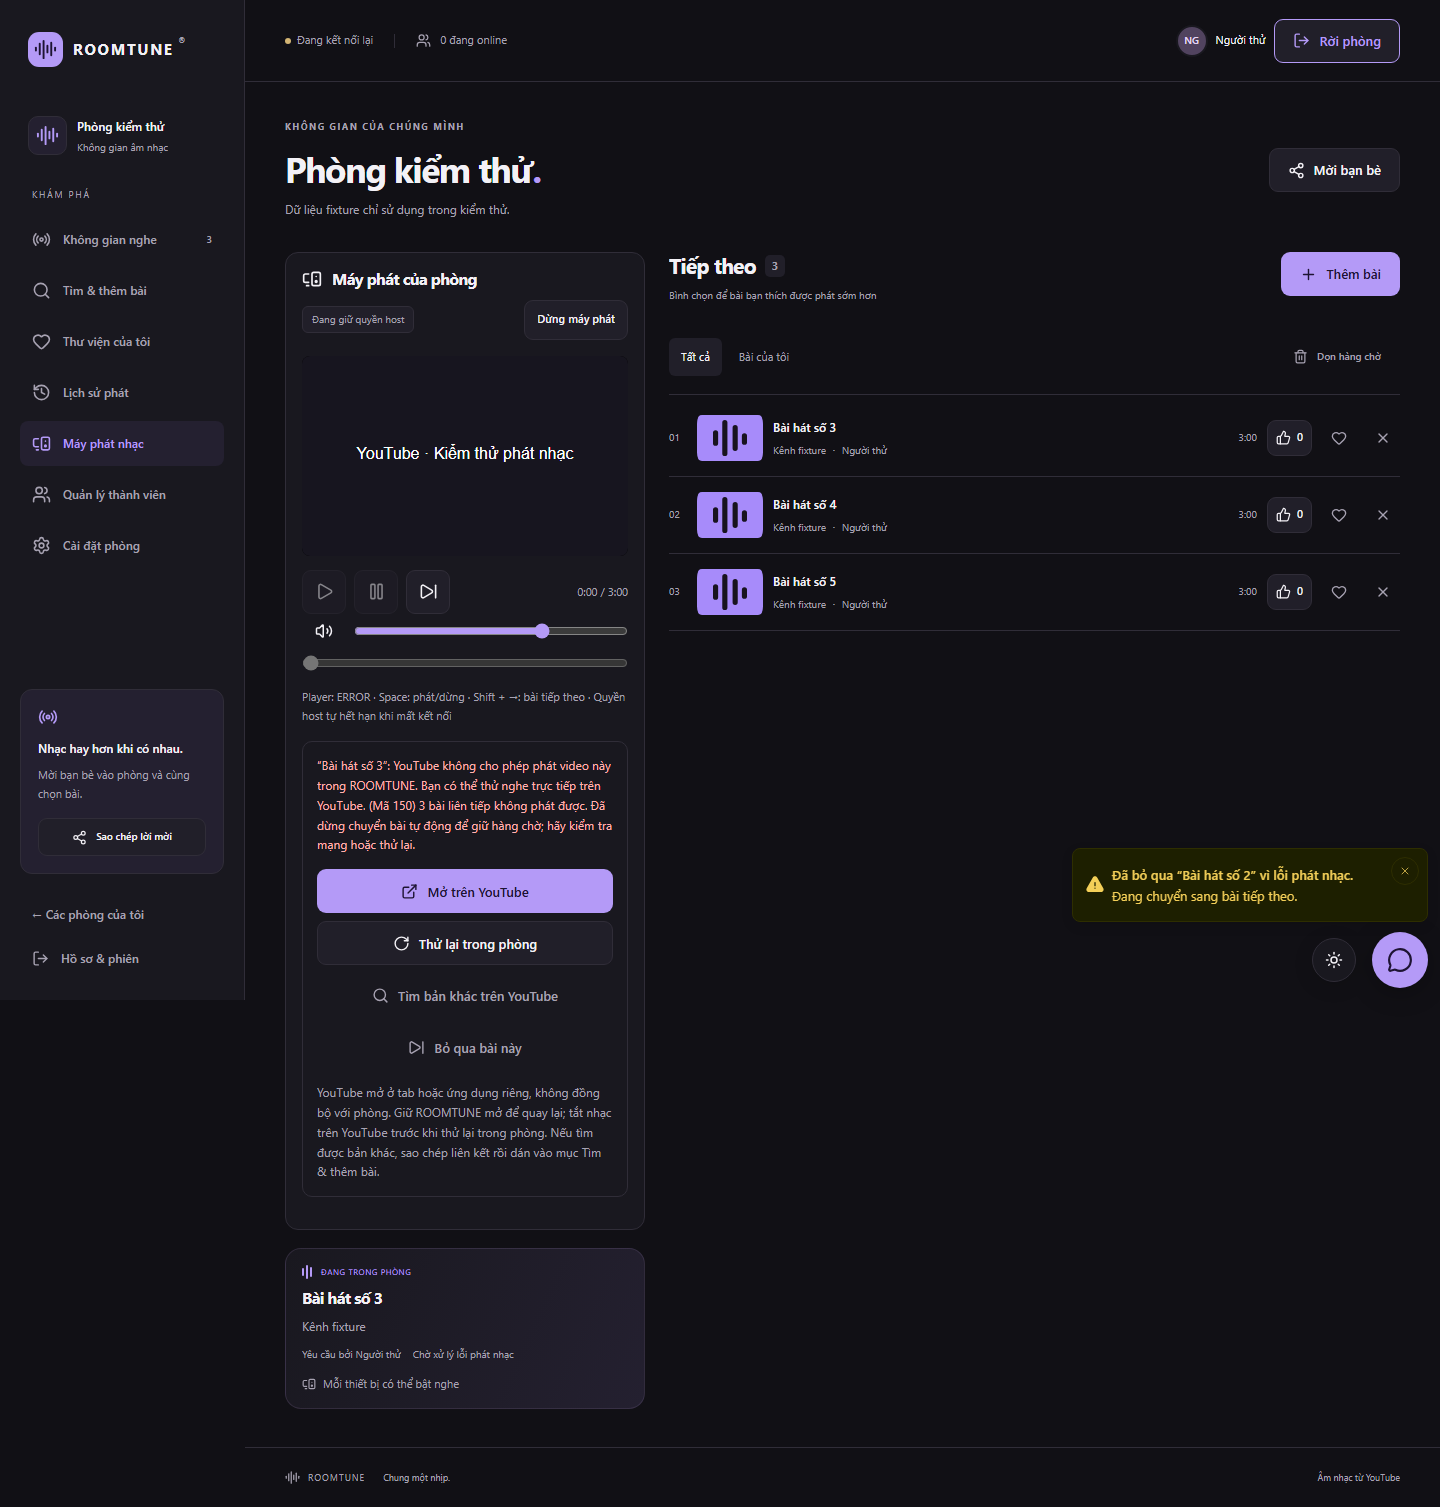 ROOMTUNE ®
Phòng kiểm thử
Không gian âm nhạc
KHÁM PHÁ
Không gian nghe 3
Tìm & thêm bài
Thư viện của tôi
Lịch sử phát
Máy phát nhạc
Quản lý thành viên
Cài đặt phòng
Nhạc hay hơn khi có nhau.
Mời bạn bè vào phòng và cùng
chọn bài.
Sao chép lời mời
← Các phòng của tôi
Hồ sơ & phiên
Đang kết nối lại
0 đang online
NG Người thử
Rời phòng
KHÔNG GIAN CỦA CHÚNG MÌNH
Phòng kiểm thử.
Dữ liệu fixture chỉ sử dụng trong kiểm thử.
Mời bạn bè
Máy phát của phòng
Đang giữ quyền host
Dừng máy phát
YouTube · Kiểm thử phát nhạc
0:00 / 3:00
Player: ERROR · Space: phát/dừng · Shift + →: bài tiếp theo · Quyền
host tự hết hạn khi mất kết nối
“Bài hát số 3”: YouTube không cho phép phát video này
trong ROOMTUNE. Bạn có thể thử nghe trực tiếp trên
YouTube. (Mã 150) 3 bài liên tiếp không phát được. Đã
dừng chuyển bài tự động để giữ hàng chờ; hãy kiểm tra
mạng hoặc thử lại.
Mở trên YouTube
Thử lại trong phòng
Tìm bản khác trên YouTube
Bỏ qua bài này
YouTube mở ở tab hoặc ứng dụng riêng, không đồng
bộ với phòng. Giữ ROOMTUNE mở để quay lại; tắt nhạc
trên YouTube trước khi thử lại trong phòng. Nếu tìm
được bản khác, sao chép liên kết rồi dán vào mục Tìm
& thêm bài.
ĐANG TRONG PHÒNG
Bài hát số 3
Kênh fixture
Yêu cầu bởi Người thử Chờ xử lý lỗi phát nhạc
Mỗi thiết bị có thể bật nghe
Tiếp theo 3
Bình chọn để bài bạn thích được phát sớm hơn
Thêm bài
Tất cả
Bài của tôi
Dọn hàng chờ
01 Bài hát số 3 3:00 0
Kênh fixture · Người thử
02 Bài hát số 4 3:00 0
Kênh fixture · Người thử
03 Bài hát số 5 3:00 0
Kênh fixture · Người thử
Đã bỏ qua “Bài hát số 2” vì lỗi phát nhạc.
Đang chuyển sang bài tiếp theo.
ROOMTUNE Chung một nhịp.
Âm nhạc từ YouTube